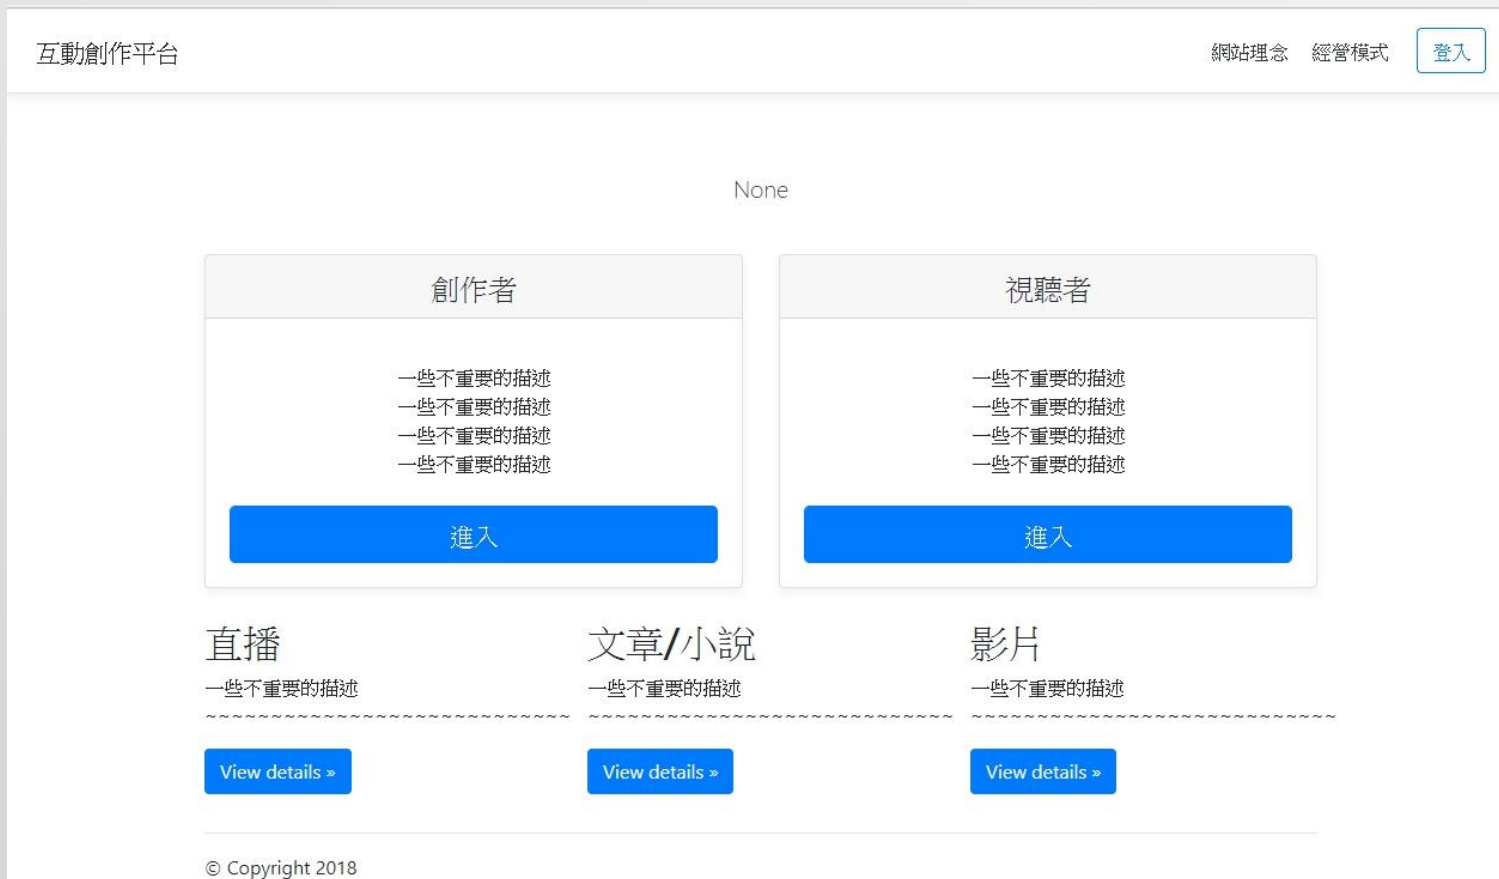 互動創作平台
網站理念 經營模式 登入
None
創作者
一些不重要的描述
一些不重要的描述
一些不重要的描述
一些不重要的描述
進入
視聽者
一些不重要的描述
一些不重要的描述
一些不重要的描述
一些不重要的描述
進入
直播
一些不重要的描述
~~~~~~~~~~~~~~~~~~~~~~~~~~~~
View details »
文章/小說
一些不重要的描述
~~~~~~~~~~~~~~~~~~~~~~~~~~~~
View details »
影片
一些不重要的描述
~~~~~~~~~~~~~~~~~~~~~~~~~~~~
View details »
© Copyright 2018